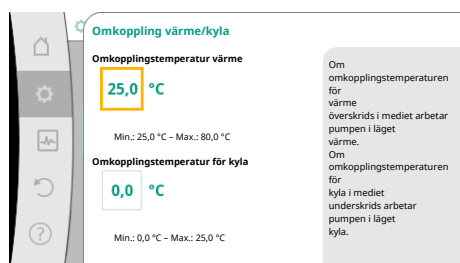 Omkoppling värme/kyla
Omkopplingstemperatur värme
25,0 °C
Min.: 25,0 °C – Max.: 80,0 °C
Omkopplingstemperatur för kyla
0,0 °C
Min.: 0,0 °C – Max.: 25,0 °C
Om
omkopplingstemperaturen
för
värme
överskrids i mediet arbetar
pumpen i läget
värme.
Om
omkopplingstemperaturen
för
kyla i mediet
underskrids arbetar
pumpen i läget
kyla.
?